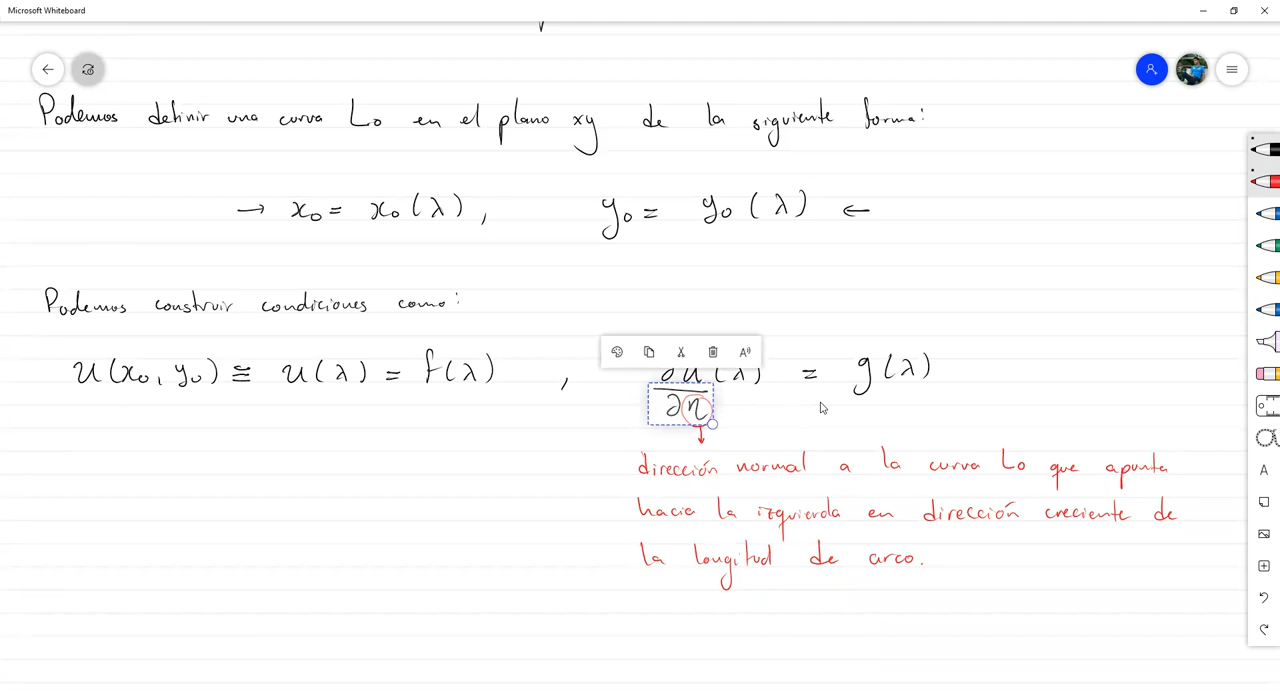 Microsoft Whiteboard
Podemos definir una curva Lo en el plano xy de la siguiente forma:
→ x₀ = x₀(λ), y₀ = y₀(λ) ←
Podemos construir condiciones como:
u(x₀, y₀) ≅ u(λ) = f(λ) , ∂u/∂η (λ) = g(λ)
dirección normal a la curva Lo que apunta
hacia la izquierda en dirección creciente de
la longitud de arco.